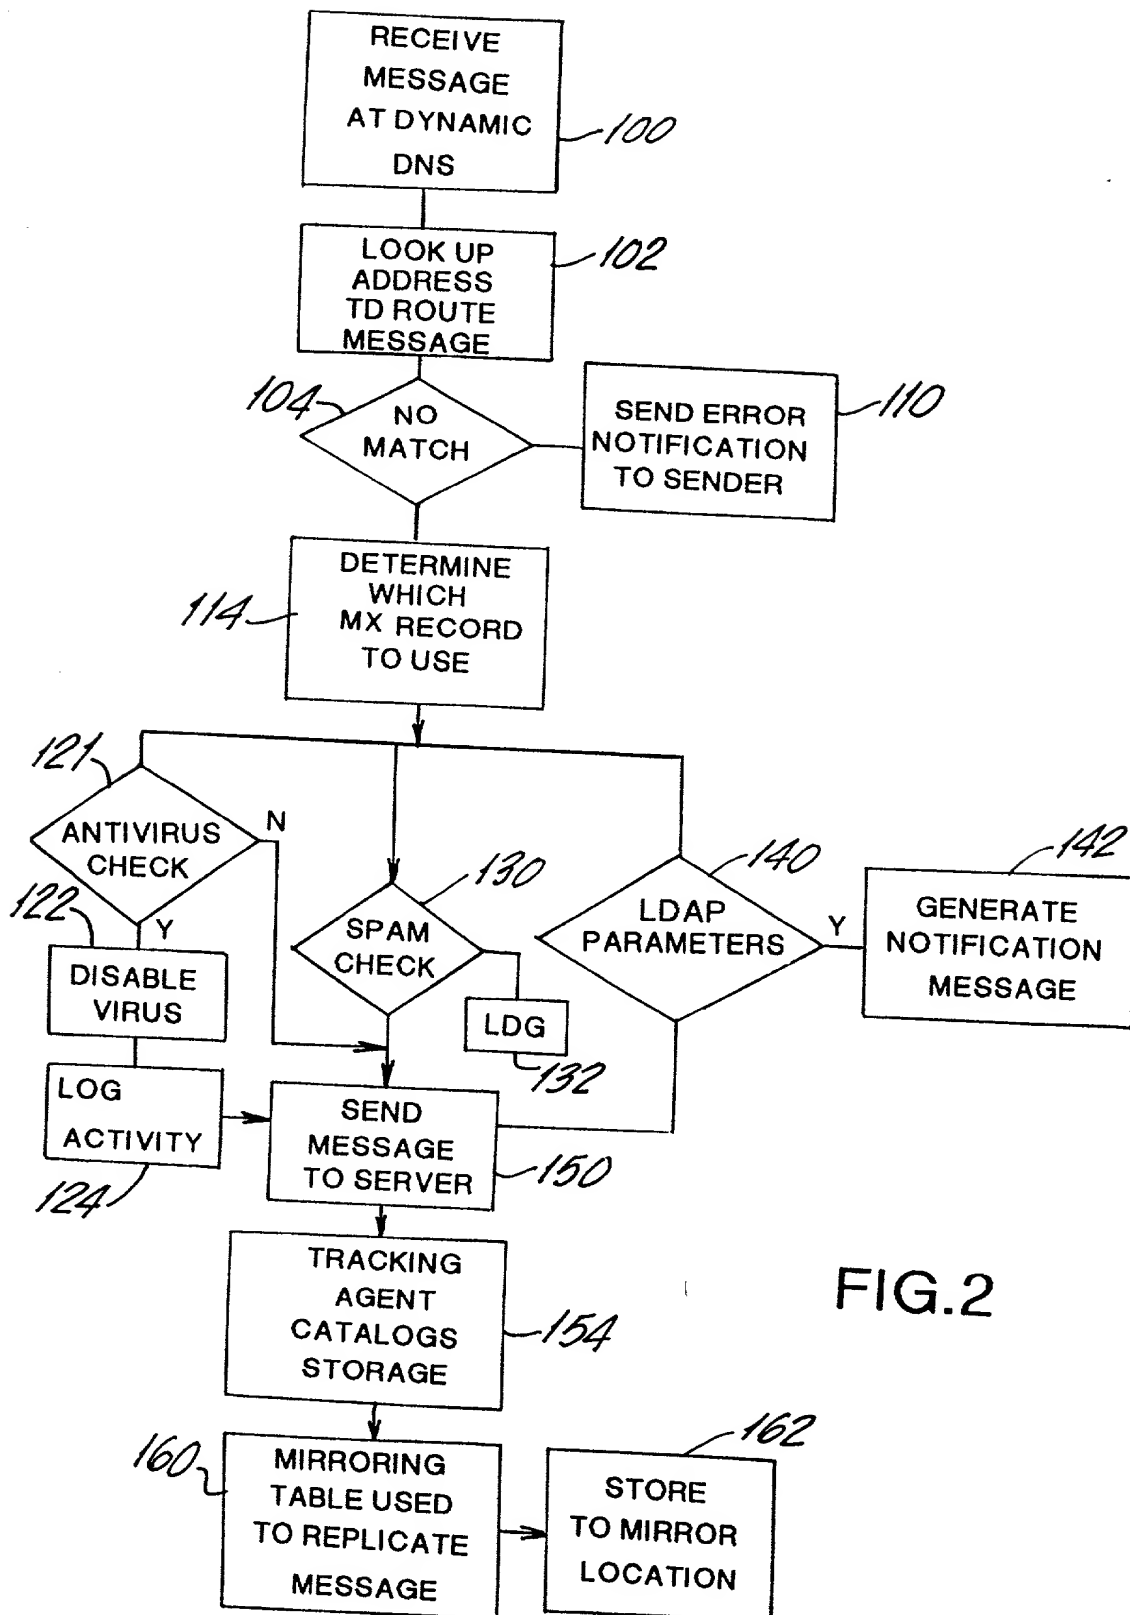 RECEIVE
MESSAGE
AT DYNAMIC
DNS
100
LOOK UP
ADDRESS
TD ROUTE
MESSAGE
102
104
NO
MATCH
SEND ERROR
NOTIFICATION
TO SENDER
110
DETERMINE
WHICH
MX RECORD
TO USE
114
121
ANTIVIRUS
CHECK
N
Y
122
DISABLE
VIRUS
LOG
ACTIVITY
124
130
SPAM
CHECK
LDG
132
140
LDAP
PARAMETERS
Y
142
GENERATE
NOTIFICATION
MESSAGE
SEND
MESSAGE
TO SERVER
150
TRACKING
AGENT
CATALOGS
STORAGE
154
FIG.2
160
MIRRORING
TABLE USED
TO REPLICATE
MESSAGE
162
STORE
TO MIRROR
LOCATION